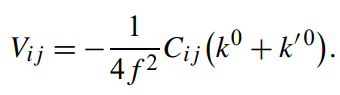 V_{ij} = -\frac{1}{4f^2} C_{ij} (k^0 + k'^0).